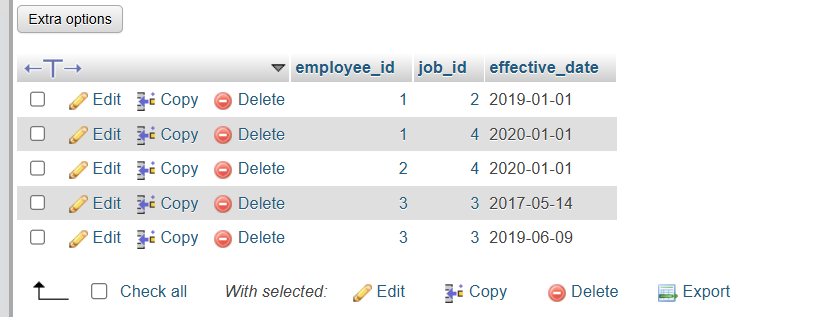 Extra options
←T→ employee_id job_id effective_date
Edit Copy Delete 1 2 2019-01-01
Edit Copy Delete 1 4 2020-01-01
Edit Copy Delete 2 4 2020-01-01
Edit Copy Delete 3 3 2017-05-14
Edit Copy Delete 3 3 2019-06-09
Check all With selected: Edit Copy Delete Export